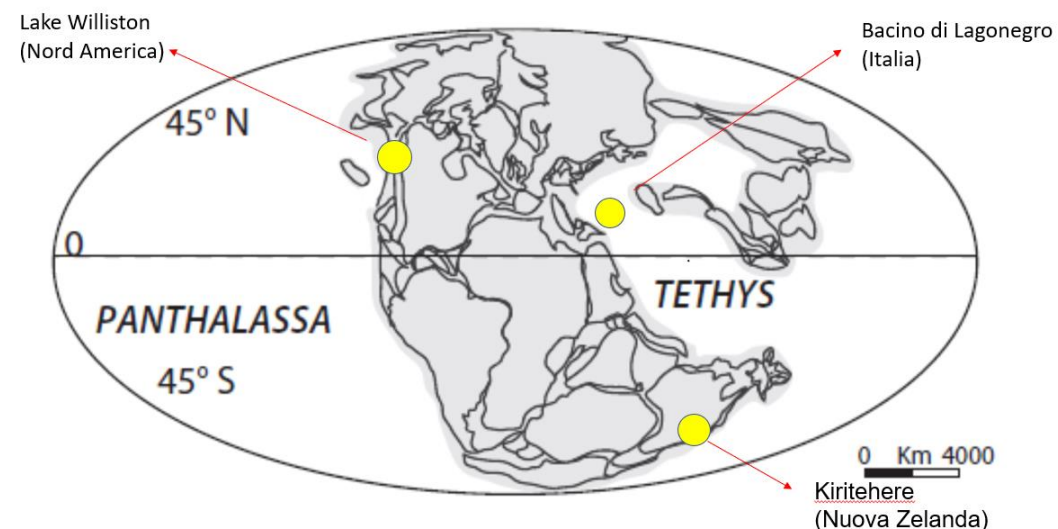 Lake Williston
(Nord America)
Bacino di Lagonegro
(Italia)
45° N
0
TETHYS
PANTHALASSA
45° S
0 Km 4000
Kiritehere
(Nuova Zelanda)